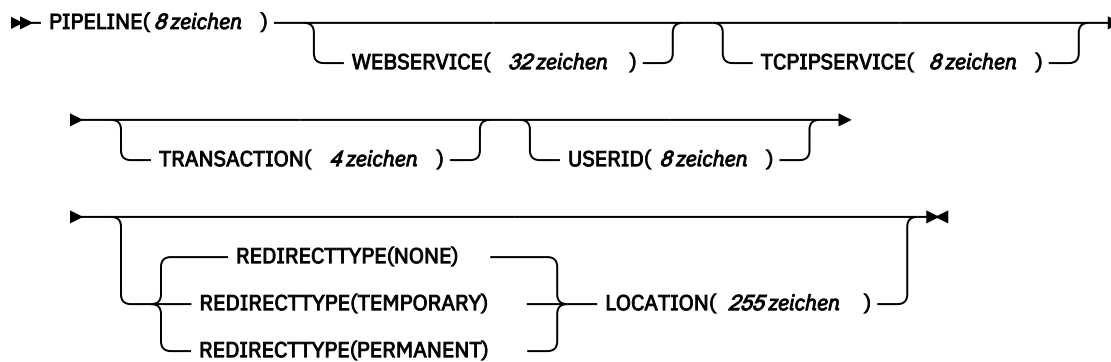 PIPELINE( 8 zeichen )
WEBSERVICE( 32 zeichen )
TCPIPSERVICE( 8 zeichen )
TRANSACTION( 4 zeichen )
USERID( 8 zeichen )
REDIRECTTYPE(NONE)
REDIRECTTYPE(TEMPORARY)
LOCATION( 255 zeichen )
REDIRECTTYPE(PERMANENT)